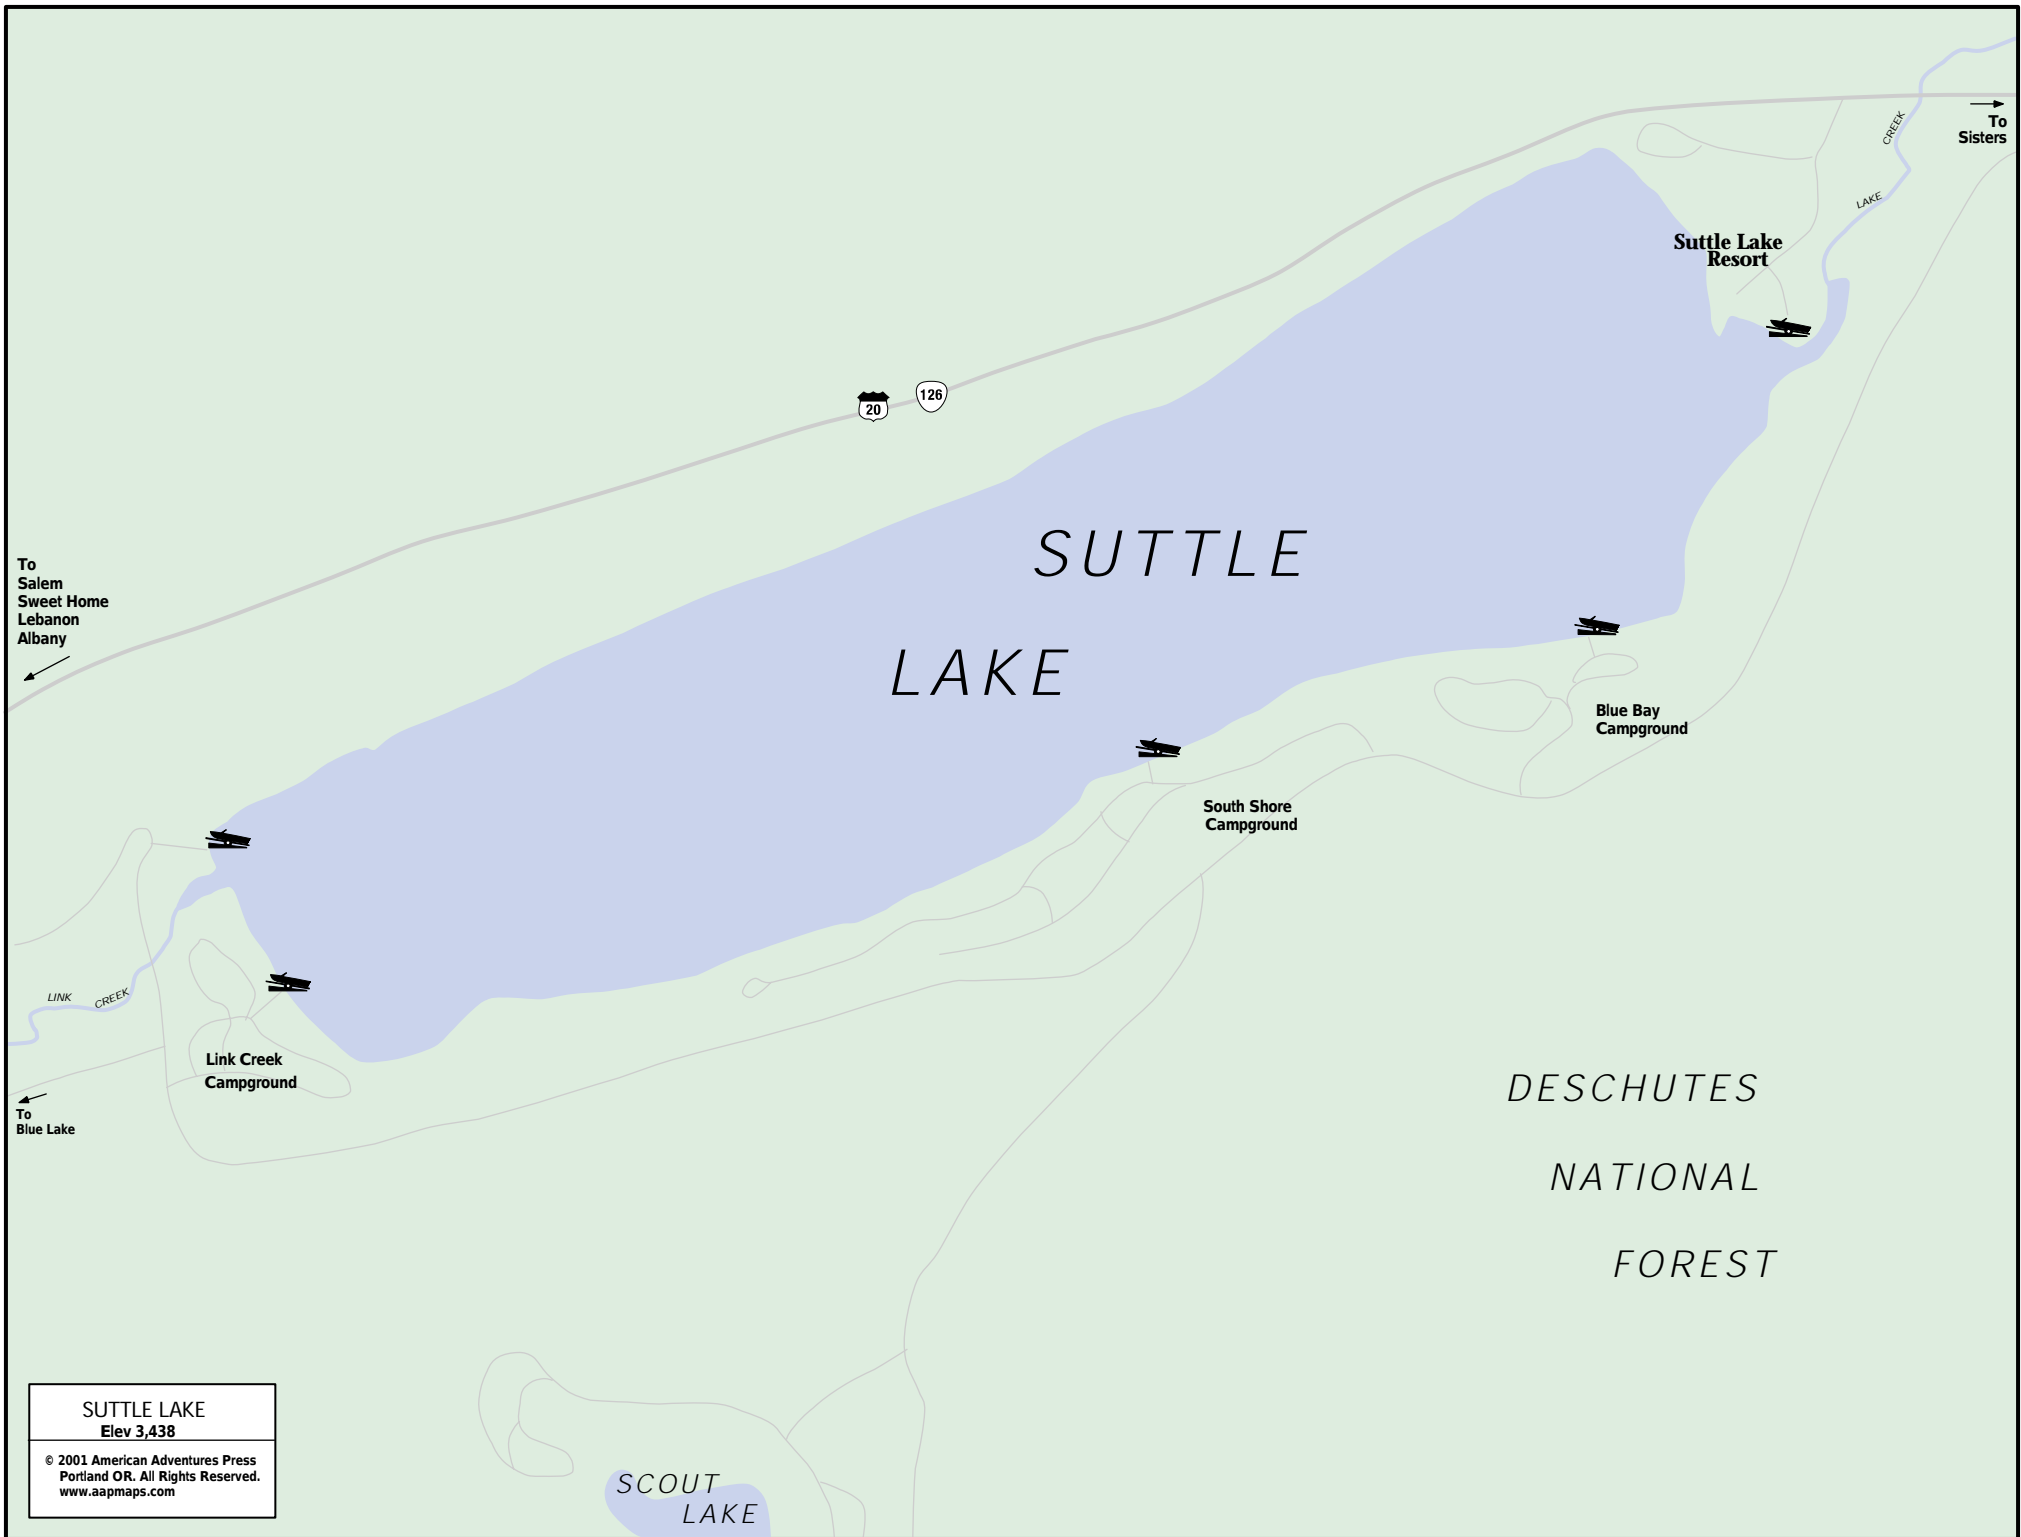 CREEK
To
Sisters
LAKE
Suttle Lake
Resort
20
126
SUTTLE
LAKE
To
Salem
Sweet Home
Lebanon
Albany
Blue Bay
Campground
South Shore
Campground
LINK
CREEK
Link Creek
Campground
To
Blue Lake
DESCHUTES
NATIONAL
FOREST
SUTTLE LAKE
Elev 3,438
© 2001 American Adventures Press
Portland OR. All Rights Reserved.
www.aapmaps.com
SCOUT
LAKE